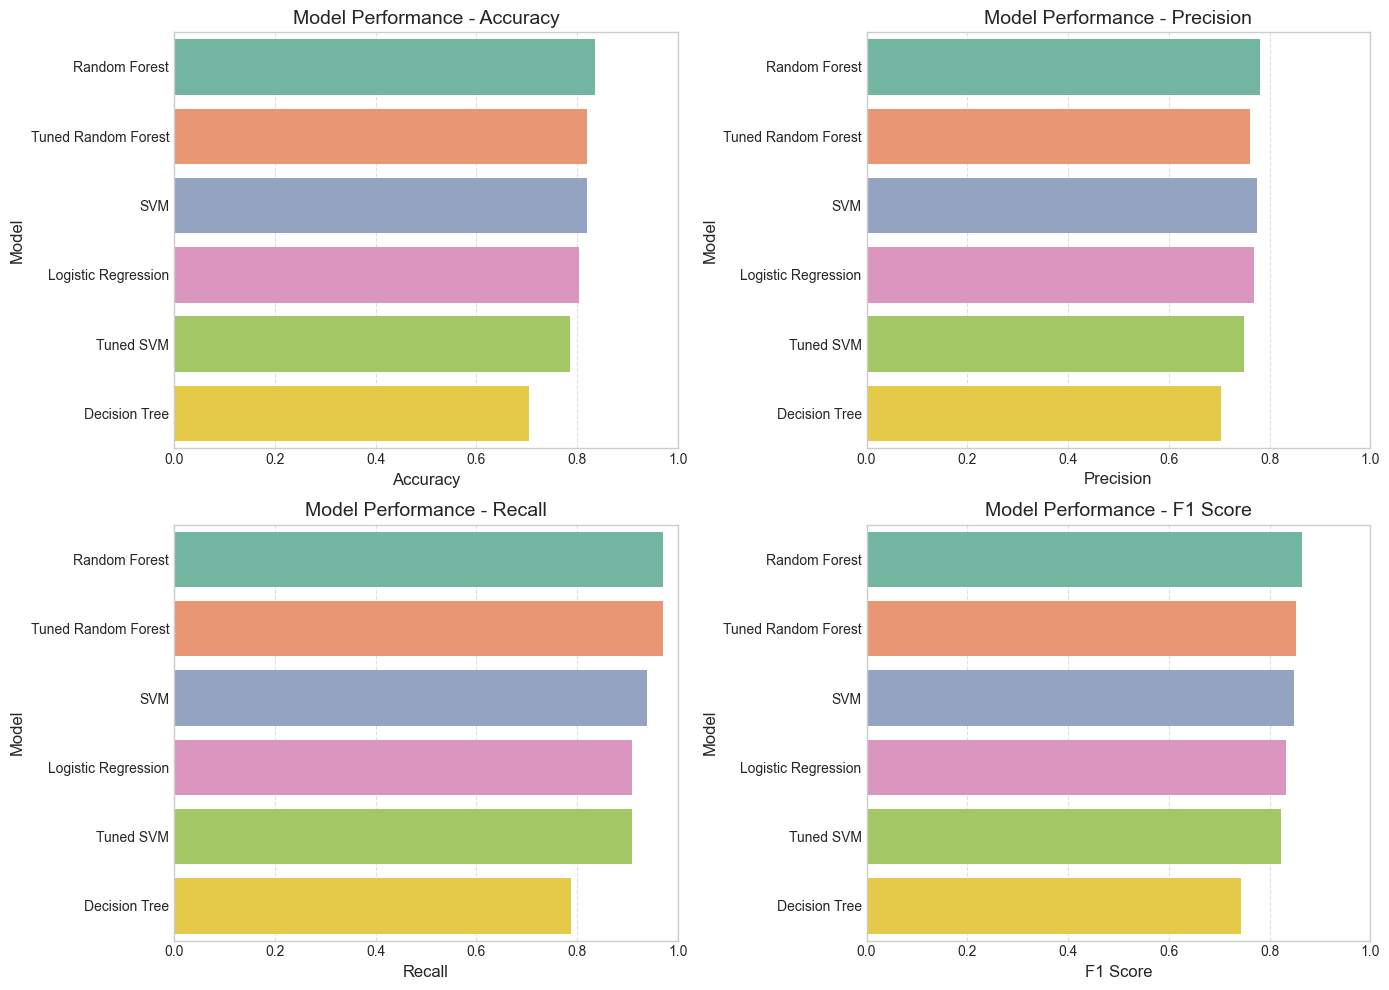 Model Performance - Accuracy
Model
Random Forest
Tuned Random Forest
SVM
Logistic Regression
Tuned SVM
Decision Tree
0.0 0.2 0.4 0.6 0.8 1.0
Accuracy
Model Performance - Precision
Model
Random Forest
Tuned Random Forest
SVM
Logistic Regression
Tuned SVM
Decision Tree
0.0 0.2 0.4 0.6 0.8 1.0
Precision
Model Performance - Recall
Model
Random Forest
Tuned Random Forest
SVM
Logistic Regression
Tuned SVM
Decision Tree
0.0 0.2 0.4 0.6 0.8 1.0
Recall
Model Performance - F1 Score
Model
Random Forest
Tuned Random Forest
SVM
Logistic Regression
Tuned SVM
Decision Tree
0.0 0.2 0.4 0.6 0.8 1.0
F1 Score